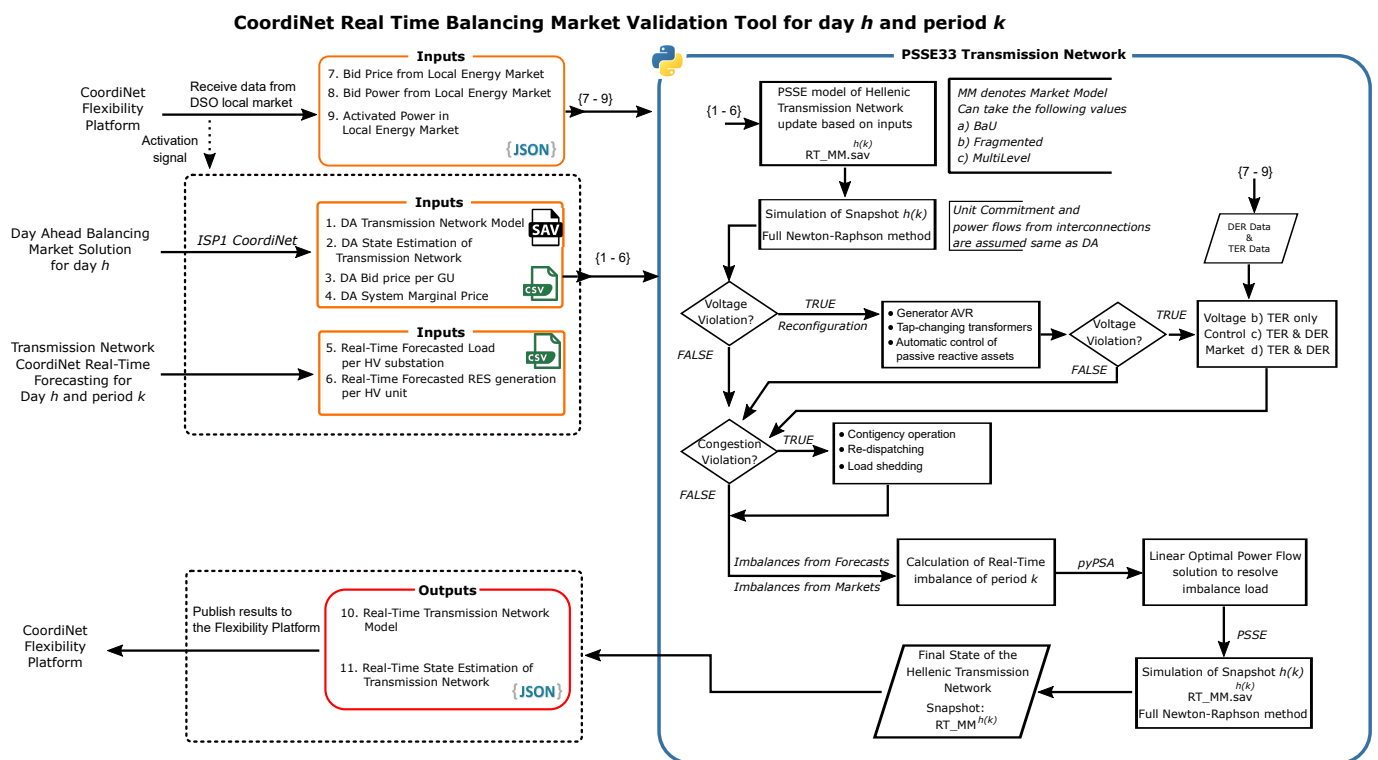 CoordiNet Real Time Balancing Market Validation Tool for day h and period k
CoordiNet
Flexibility
Platform
Receive data from
DSO local market
Activation
signal
Inputs
7. Bid Price from Local Energy Market
8. Bid Power from Local Energy Market
9. Activated Power in
Local Energy Market
{JSON}
{7 - 9}
Day Ahead Balancing
Market Solution
for day h
ISP1 CoordiNet
Inputs
1. DA Transmission Network Model
2. DA State Estimation of
Transmission Network
3. DA Bid price per GU
4. DA System Marginal Price
SAV
CSV
{1 - 6}
Transmission Network
CoordiNet Real-Time
Forecasting for
Day h and period k
Inputs
5. Real-Time Forecasted Load
per HV substation
6. Real-Time Forecasted RES generation
per HV unit
CSV
PSSE33 Transmission Network
{1 - 6}
PSSE model of Hellenic
Transmission Network
update based on inputs
h(k)
RT_MM.sav
MM denotes Market Model
Can take the following values
a) BaU
b) Fragmented
c) MultiLevel
{7 - 9}
DER Data
&
TER Data
Simulation of Snapshot h(k)
Full Newton-Raphson method
Unit Commitment and
power flows from interconnections
are assumed same as DA
Voltage
Violation?
TRUE
Reconfiguration
FALSE
● Generator AVR
● Tap-changing transformers
● Automatic control of
passive reactive assets
Voltage
Violation?
TRUE
FALSE
Voltage b) TER only
Control c) TER & DER
Market d) TER & DER
Congestion
Violation?
TRUE
FALSE
● Contigency operation
● Re-dispatching
● Load shedding
Imbalances from Forecasts
Imbalances from Markets
Calculation of Real-Time
imbalance of period k
pyPSA
Linear Optimal Power Flow
solution to resolve
imbalance load
PSSE
Simulation of Snapshot h(k)
h(k)
RT_MM.sav
Full Newton-Raphson method
Final State of the
Hellenic Transmission
Network
Snapshot:
RT_MM h(k)
Outputs
10. Real-Time Transmission Network
Model
11. Real-Time State Estimation of
Transmission Network
{JSON}
Publish results to
the Flexibility Platform
CoordiNet
Flexibility
Platform